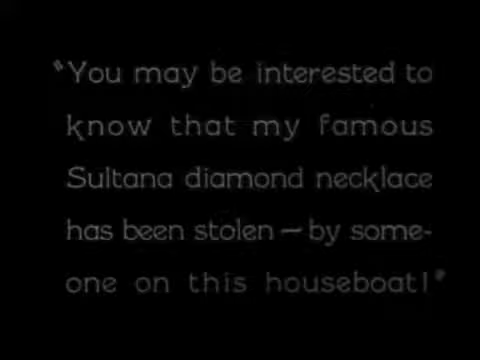 "You may be interested to
know that my famous
Sultana diamond necklace
has been stolen — by some-
one on this houseboat!"